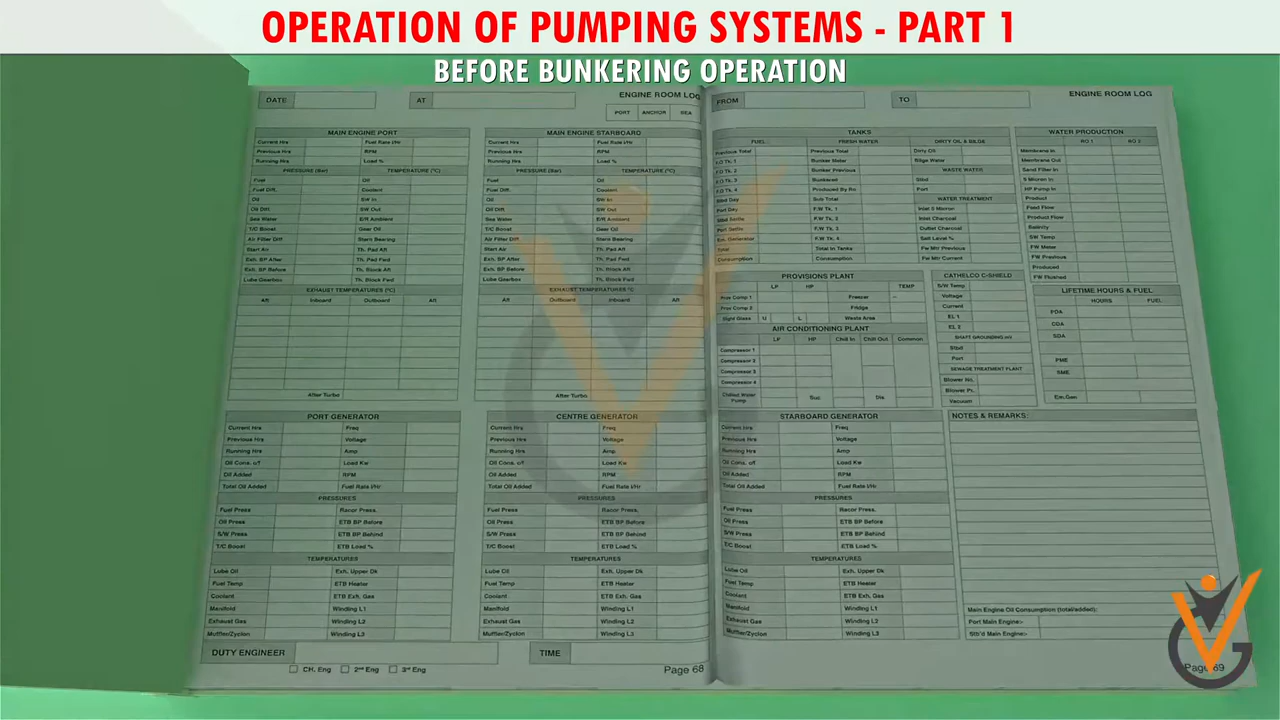 OPERATION OF PUMPING SYSTEMS - PART 1
BEFORE BUNKERING OPERATION
DATE
AT
ENGINE ROOM LOG
PORT ANCHOR SEA
MAIN ENGINE PORT
Current Hrs Fuel Rate l/Hr
Previous Hrs RPM
Running Hrs Load %
PRESSURE (Bar) TEMPERATURE (°C)
Fuel Oil
Fuel Diff. Coolant
Oil SW In
Oil Diff. SW Out
Sea Water E/R Ambient
T/C Boost Gear Oil
Air Filter Diff Stern Bearing
Start Air Th. Pad Aft
Exh. BP After Th. Pad Fwd
Exh. BP Before Th. Block Aft
Lube Gearbox Th. Block Fwd
EXHAUST TEMPERATURES (°C)
Aft Inboard Outboard Aft
After Turbo
MAIN ENGINE STARBOARD
Current Hrs Fuel Rate l/Hr
Previous Hrs RPM
Running Hrs Load %
PRESSURE (Bar) TEMPERATURE (°C)
Fuel Oil
Fuel Diff. Coolant
Oil SW In
Oil Diff. SW Out
Sea Water E/R Ambient
T/C Boost Gear Oil
Air Filter Diff Stern Bearing
Start Air Th. Pad Aft
Exh. BP After Th. Pad Fwd
Exh. BP Before Th. Block Aft
Lube Gearbox Th. Block Fwd
EXHAUST TEMPERATURES °C
Aft Outboard Inboard Aft
After Turbo
PORT GENERATOR
Current Hrs Freq
Previous Hrs Voltage
Running Hrs Amp
Oil Cons. off Load Kw
Oil Added RPM
Total Oil Added Fuel Rate l/Hr
PRESSURES
Fuel Press Racor Press.
Oil Press ETB BP Before
S/W Press ETB BP Behind
T/C Boost ETB Load %
TEMPERATURES
Lube Oil Exh. Upper Dk
Fuel Temp ETB Heater
Coolant ETB Exh. Gas
Manifold Winding L1
Exhaust Gas Winding L2
Muffler/Zyclon Winding L3
CENTRE GENERATOR
Current Hrs Freq
Previous Hrs Voltage
Running Hrs Amp
Oil Cons. off Load Kw
Oil Added RPM
Total Oil Added Fuel Rate l/Hr
PRESSURES
Fuel Press Racor Press.
Oil Press ETB BP Before
S/W Press ETB BP Behind
T/C Boost ETB Load %
TEMPERATURES
Lube Oil Exh. Upper Dk
Fuel Temp ETB Heater
Coolant ETB Exh. Gas
Manifold Winding L1
Exhaust Gas Winding L2
Muffler/Zyclon Winding L3
DUTY ENGINEER
TIME
CH. Eng 2nd Eng 3rd Eng
Page 68
FROM
TO
ENGINE ROOM LOG
TANKS
FUEL FRESH WATER DIRTY OIL & BILGE
Previous Total Previous Total Dirty Oil
F.O Tk. 1 Bunker Meter Bilge Water
F.O Tk. 2 Bunker Previous WASTE WATER
F.O Tk. 3 Bunkered Stbd
F.O Tk. 4 Produced By Ro Port
Stbd Day Sub Total WATER TREATMENT
Port Day F.W Tk. 1 Inlet 5 Micron
Stbd Settle F.W Tk. 2 Inlet Charcoal
Port Settle F.W Tk. 3 Outlet Charcoal
Em. Generator F.W Tk. 4 Salt Level %
Total Total In Tanks Fw Mtr Previous
Consumption Consumption Fw Mtr Current
WATER PRODUCTION
RO 1 RO 2
Membrane In
Membrane Out
Sand Filter In
5 Micron In
HP Pump In
Product
Feed Flow
Product Flow
Salinity
SW Temp
FW Meter
FW Previous
Produced
FW Flushed
PROVISIONS PLANT
LP HP TEMP
Prov Comp 1 Freezer
Prov Comp 2 Fridge
Sight Glass U L Waste Area
AIR CONDITIONING PLANT
LP HP Chill In Chill Out Common
Compressor 1
Compressor 2
Compressor 3
Compressor 4
Chilled Water Pump Suc Dis
CATHELCO C-SHIELD
S/W Temp
Voltage
Current
EL 1
EL 2
SHAFT GROUNDING mV
Stbd
Port
SEWAGE TREATMENT PLANT
Blower No.
Blower Pr.
Vacuum
LIFETIME HOURS & FUEL
HOURS FUEL
PDA
CDA
SDA
PME
SME
Em.Gen
STARBOARD GENERATOR
Current Hrs Freq
Previous Hrs Voltage
Running Hrs Amp
Oil Cons. off Load Kw
Oil Added RPM
Total Oil Added Fuel Rate l/Hr
PRESSURES
Fuel Press Racor Press.
Oil Press ETB BP Before
S/W Press ETB BP Behind
T/C Boost ETB Load %
TEMPERATURES
Lube Oil Exh. Upper Dk
Fuel Temp ETB Heater
Coolant ETB Exh. Gas
Manifold Winding L1
Exhaust Gas Winding L2
Muffler/Zyclon Winding L3
NOTES & REMARKS:
Main Engine Oil Consumption (total/added):
Port Main Engine:-
Stb'd Main Engine:-
Page 69